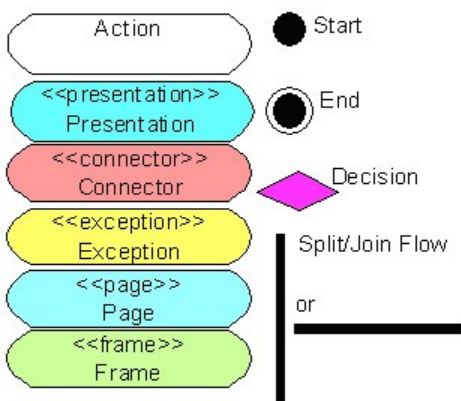 Action
Start
<<presentation>>
Presentation
End
<<connector>>
Connector
Decision
<<exception>>
Exception
Split/Join Flow
<<page>>
Page
or
<<frame>>
Frame